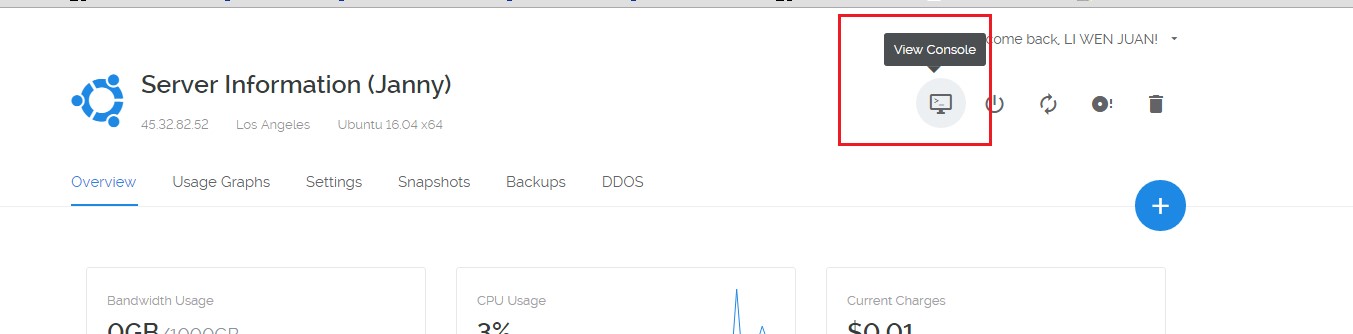 View Console
come back, LI WEN JUAN!
Server Information (Janny)
45.32.82.52 Los Angeles Ubuntu 16.04 x64
Overview Usage Graphs Settings Snapshots Backups DDOS
Bandwidth Usage CPU Usage Current Charges
0GB /1000GB 3% $0.01